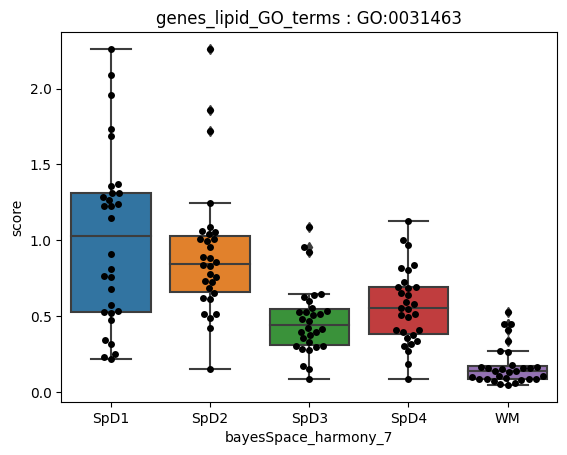 genes_lipid_GO_terms : GO:0031463
score
2.0
1.5
1.0
0.5
0.0
SpD1 SpD2 SpD3 SpD4 WM
bayesSpace_harmony_7